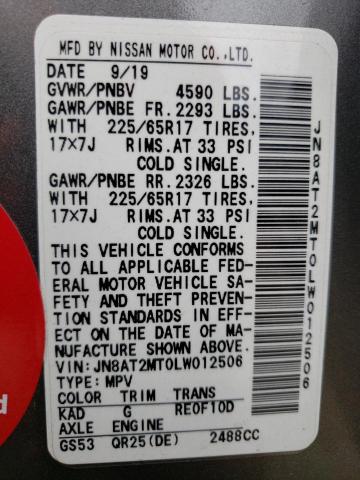 MFD BY NISSAN MOTOR CO.,LTD.
DATE 9/19
GVWR/PNBV 4590 LBS.
GAWR/PNBE FR. 2293 LBS.
WITH 225/65R17 TIRES,
17×7J RIMS. AT 33 PSI
COLD SINGLE.
GAWR/PNBE RR. 2326 LBS.
WITH 225/65R17 TIRES,
17×7J RIMS. AT 33 PSI
COLD SINGLE.
THIS VEHICLE CONFORMS
TO ALL APPLICABLE FED-
ERAL MOTOR VEHICLE SA-
FETY AND THEFT PREVEN-
TION STANDARDS IN EFF-
ECT ON THE DATE OF MA-
NUFACTURE SHOWN ABOVE.
VIN: JN8AT2MT0LW012506
TYPE: MPV
COLOR TRIM TRANS
KAD G RE0F10D
AXLE ENGINE
GS53 QR25(DE) 2488CC
JN8AT2MT0LW012506